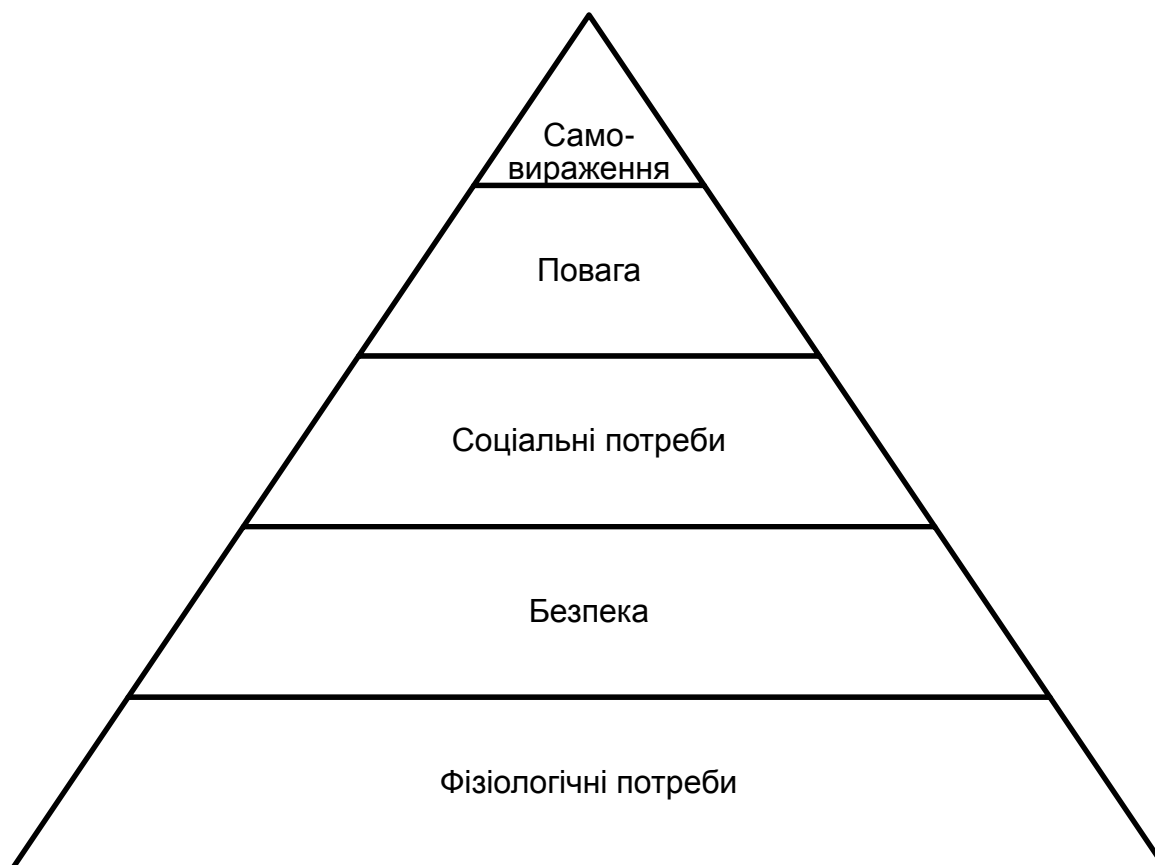 Само-
вираження
Повага
Соціальні потреби
Безпека
Фізіологічні потреби